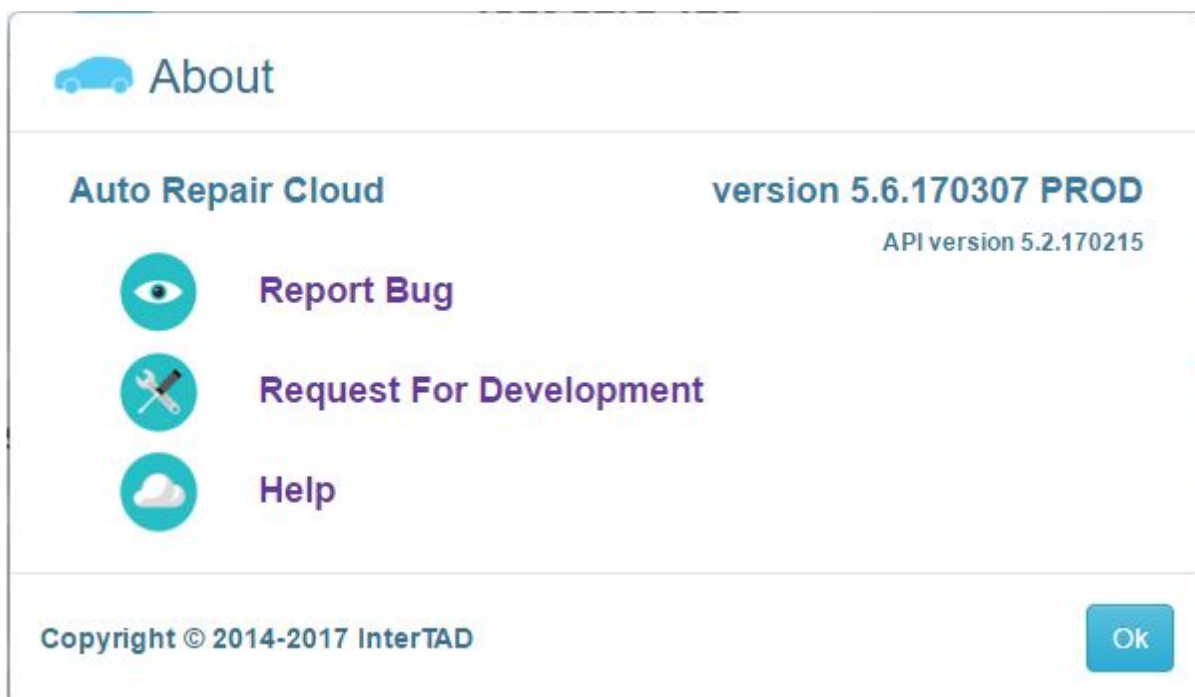 About
Auto Repair Cloud
version 5.6.170307 PROD
API version 5.2.170215
Report Bug
Request For Development
Help
Copyright © 2014-2017 InterTAD
Ok